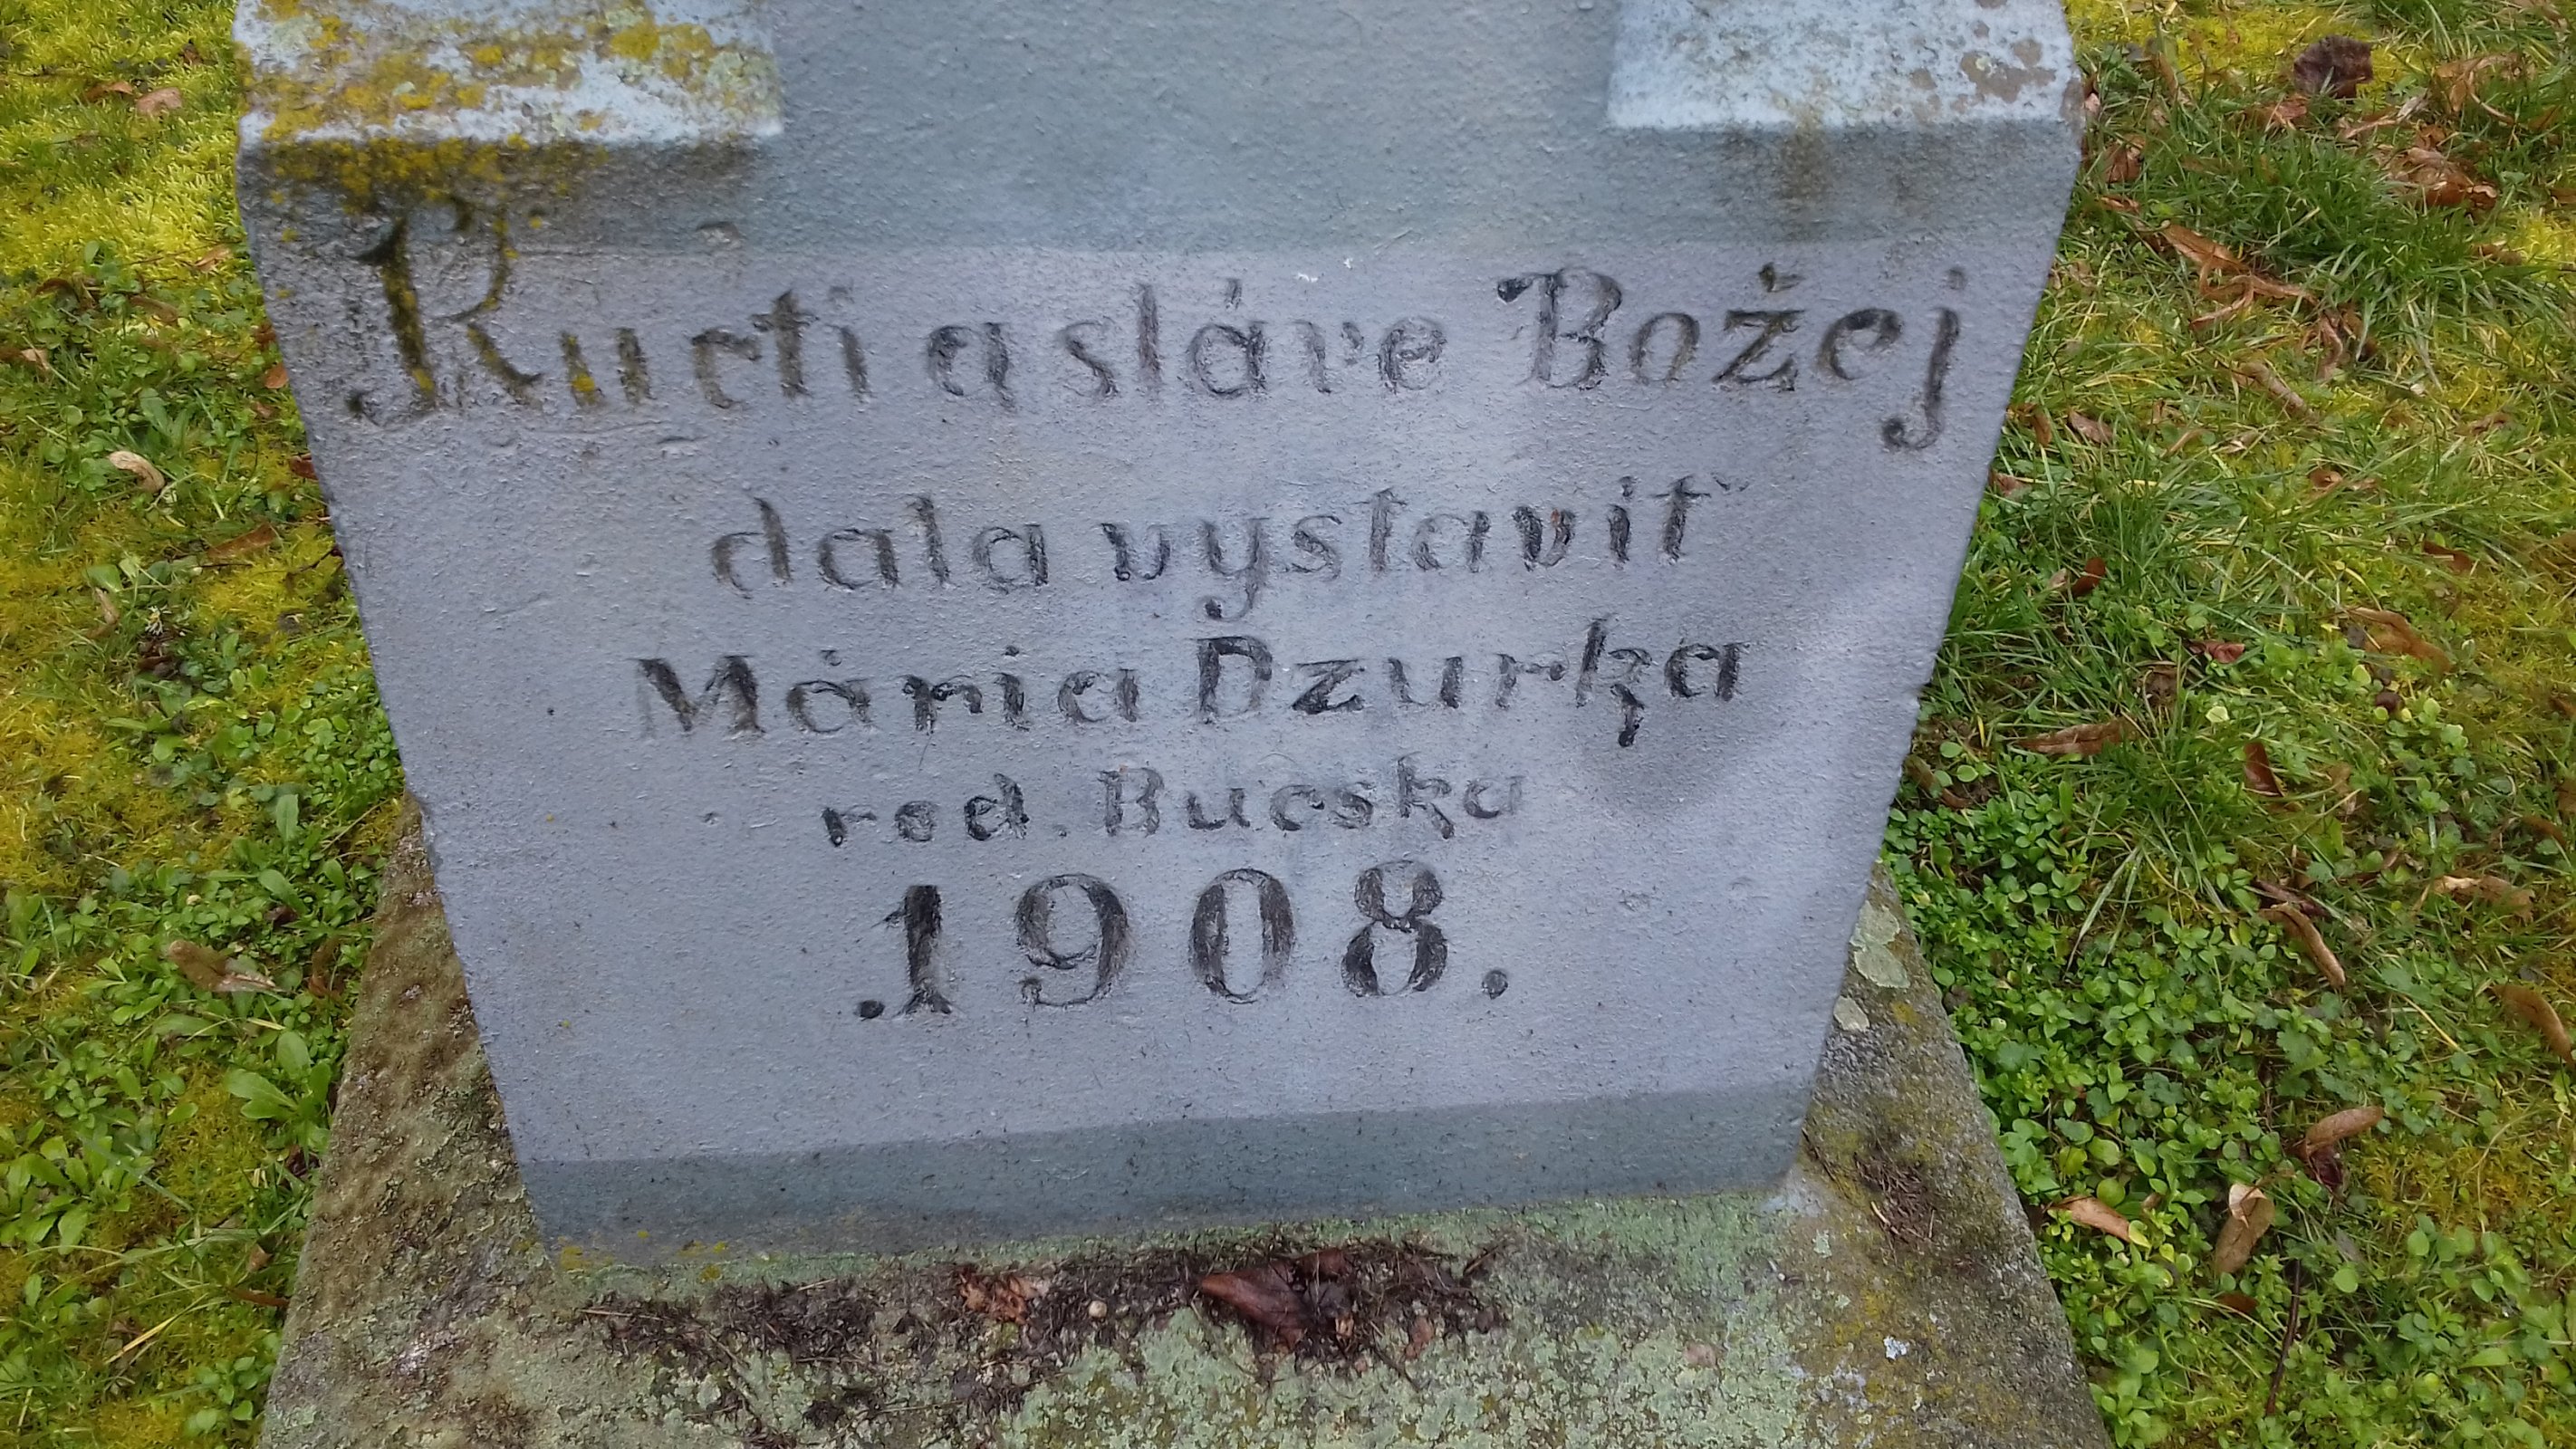 Kucti a sláve Božej
dala vystaviť
Mária Dzurka
rod. Bucska
.1908.